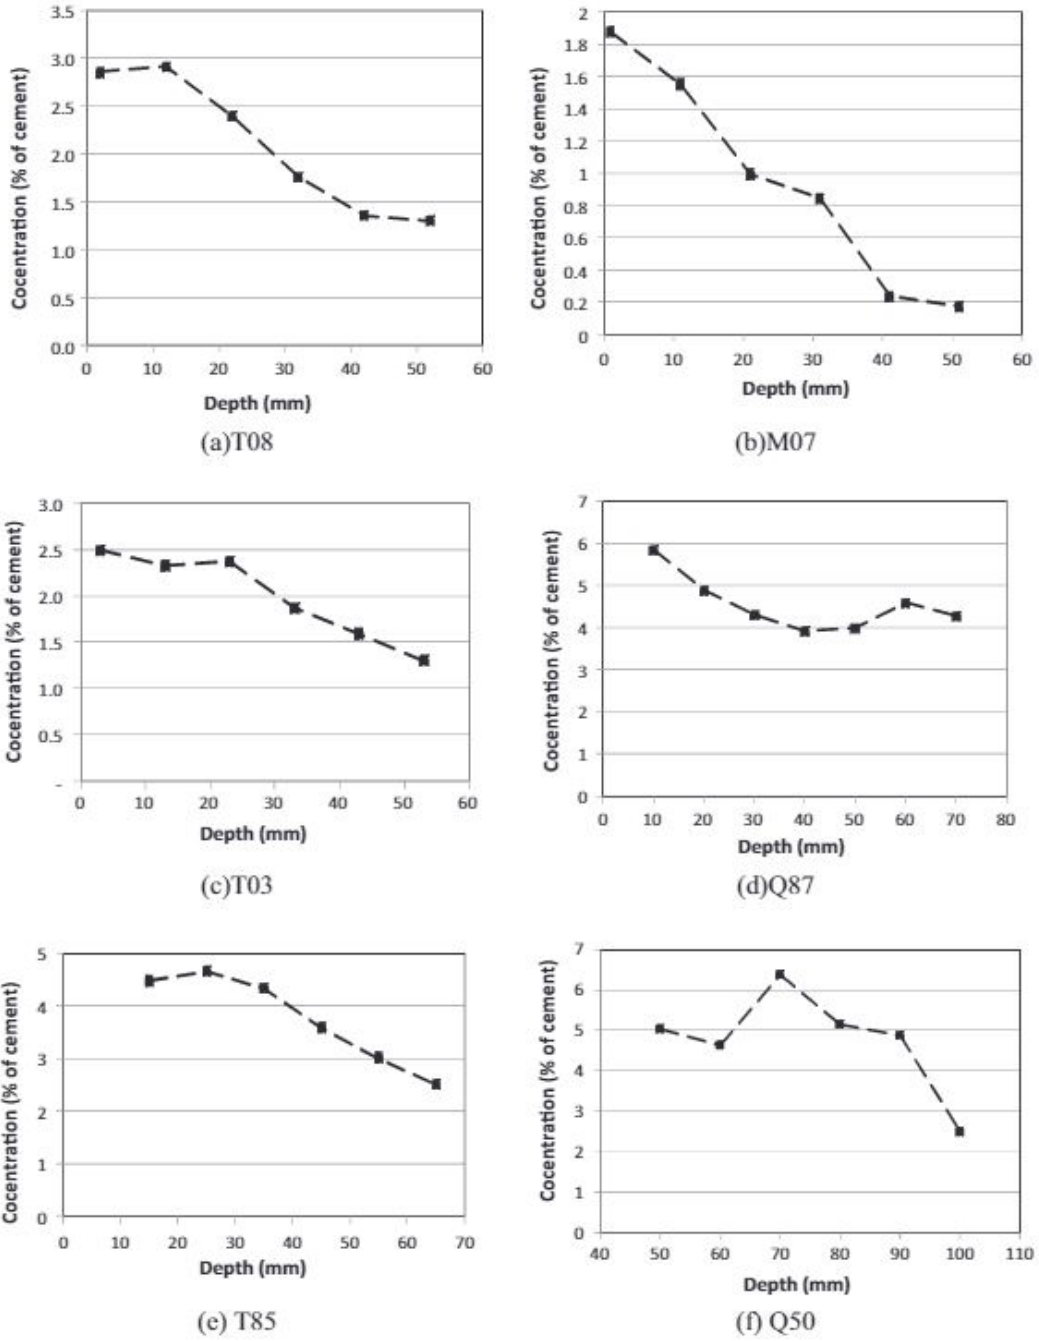 3.5
3.0
2.5
2.0
1.5
1.0
0.5
0.0
Cocentration (% of cement)
0 10 20 30 40 50 60
Depth (mm)
(a)T08
2
1.8
1.6
1.4
1.2
1
0.8
0.6
0.4
0.2
0
Cocentration (% of cement)
0 10 20 30 40 50 60
Depth (mm)
(b)M07
3.0
2.5
2.0
1.5
1.0
0.5
-
Cocentration (% of cement)
0 10 20 30 40 50 60
Depth (mm)
(c)T03
7
6
5
4
3
2
1
0
Cocentration (% of cement)
0 10 20 30 40 50 60 70 80
Depth (mm)
(d)Q87
5
4
3
2
1
0
Cocentration (% of cement)
0 10 20 30 40 50 60 70
Depth (mm)
(e) T85
7
6
5
4
3
2
1
0
Cocentration (% of cement)
40 50 60 70 80 90 100 110
Depth (mm)
(f) Q50